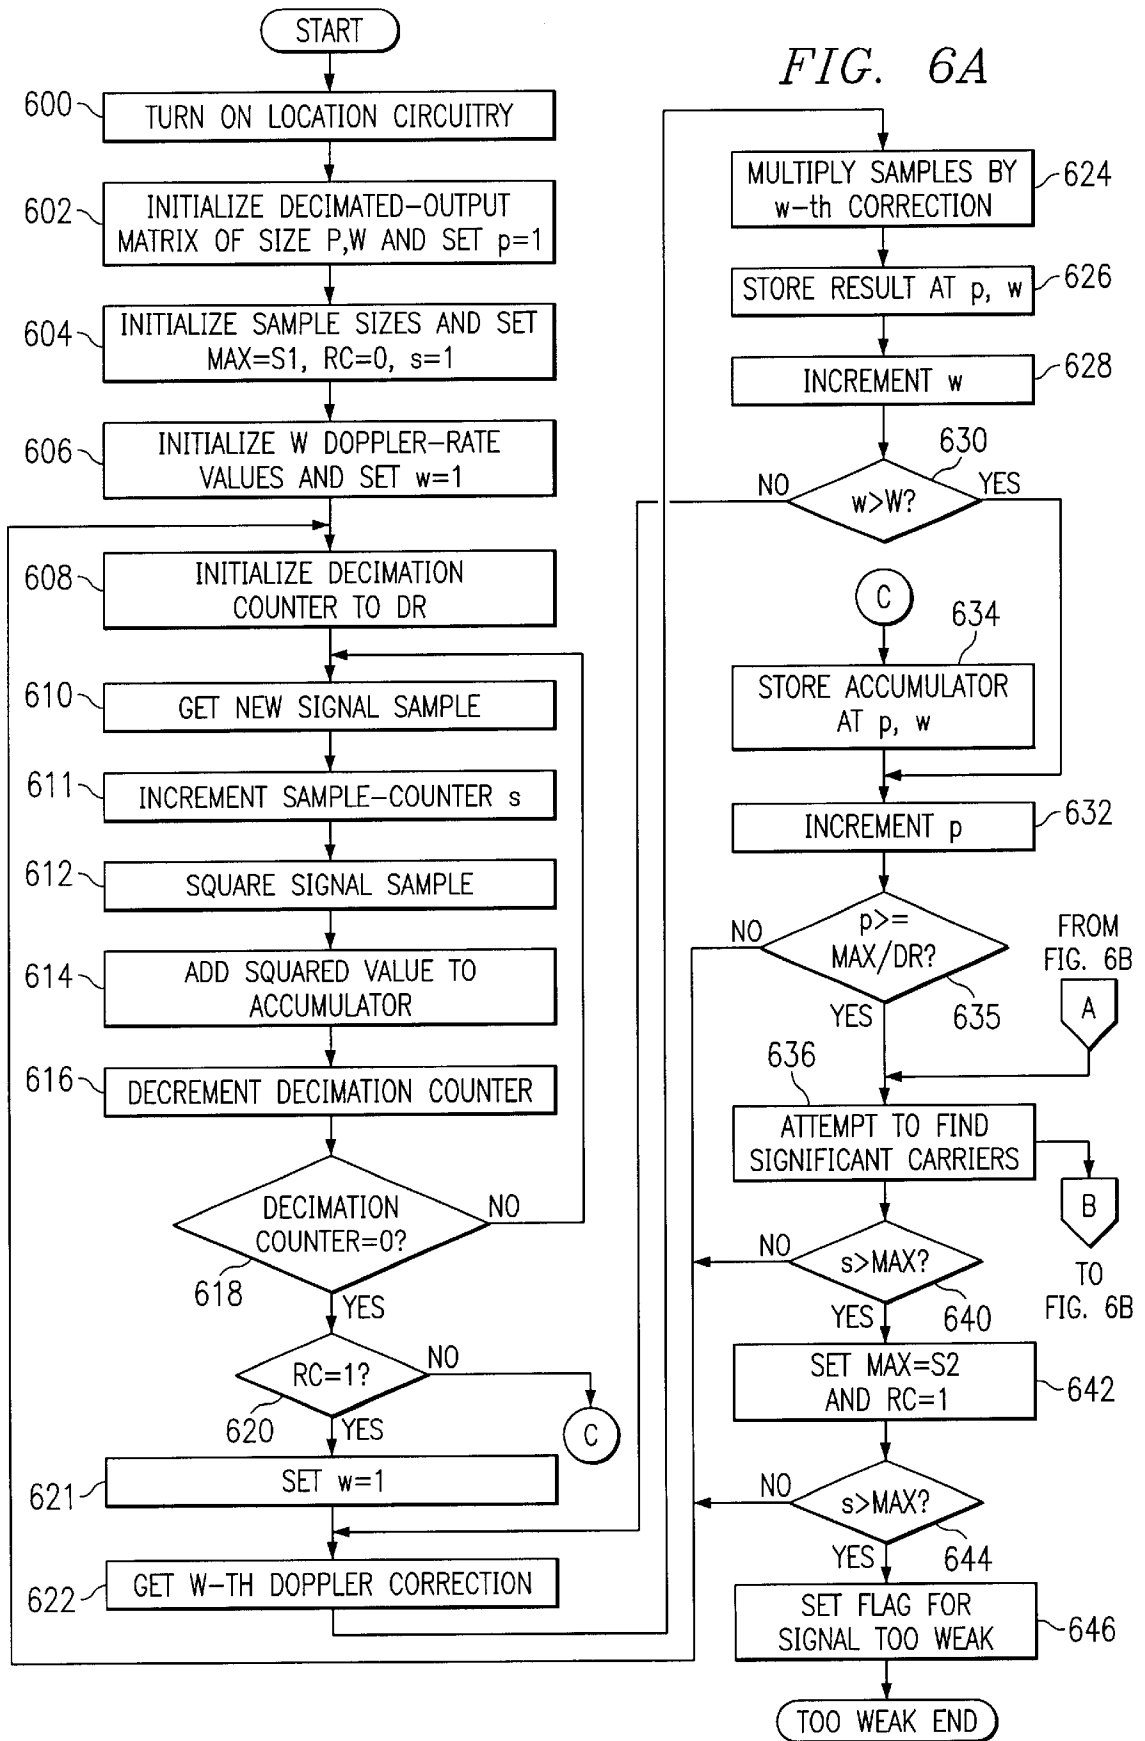 START
FIG. 6A
600
TURN ON LOCATION CIRCUITRY
602
INITIALIZE DECIMATED-OUTPUT
MATRIX OF SIZE P,W AND SET p=1
604
INITIALIZE SAMPLE SIZES AND SET
MAX=S1, RC=0, s=1
606
INITIALIZE W DOPPLER-RATE
VALUES AND SET w=1
608
INITIALIZE DECIMATION
COUNTER TO DR
610
GET NEW SIGNAL SAMPLE
611
INCREMENT SAMPLE-COUNTER s
612
SQUARE SIGNAL SAMPLE
614
ADD SQUARED VALUE TO
ACCUMULATOR
616
DECREMENT DECIMATION COUNTER
DECIMATION
COUNTER=0?
NO
618
YES
RC=1?
NO
620
YES
C
621
SET w=1
622
GET W-TH DOPPLER CORRECTION
MULTIPLY SAMPLES BY
w-th CORRECTION
624
STORE RESULT AT p, w
626
INCREMENT w
628
630
NO
w>W?
YES
C
634
STORE ACCUMULATOR
AT p, w
INCREMENT p
632
NO
p>=
MAX/DR?
YES
635
FROM
FIG. 6B
A
636
ATTEMPT TO FIND
SIGNIFICANT CARRIERS
B
TO
FIG. 6B
NO
s>MAX?
YES
640
SET MAX=S2
AND RC=1
642
NO
s>MAX?
YES
644
SET FLAG FOR
SIGNAL TOO WEAK
646
TOO WEAK END